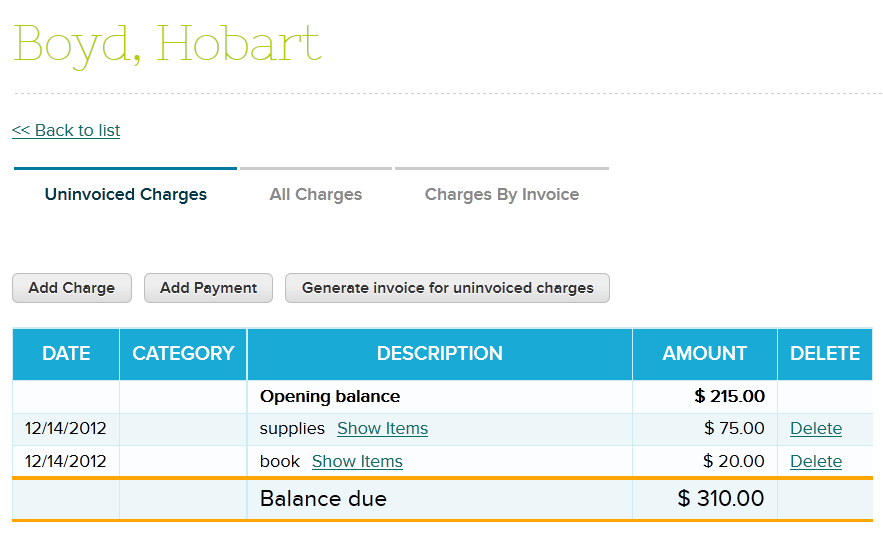 Boyd, Hobart
<< Back to list
Uninvoiced Charges All Charges Charges By Invoice
Add Charge Add Payment Generate invoice for uninvoiced charges
DATE CATEGORY DESCRIPTION AMOUNT DELETE
Opening balance $ 215.00
12/14/2012 supplies Show Items $ 75.00 Delete
12/14/2012 book Show Items $ 20.00 Delete
Balance due $ 310.00